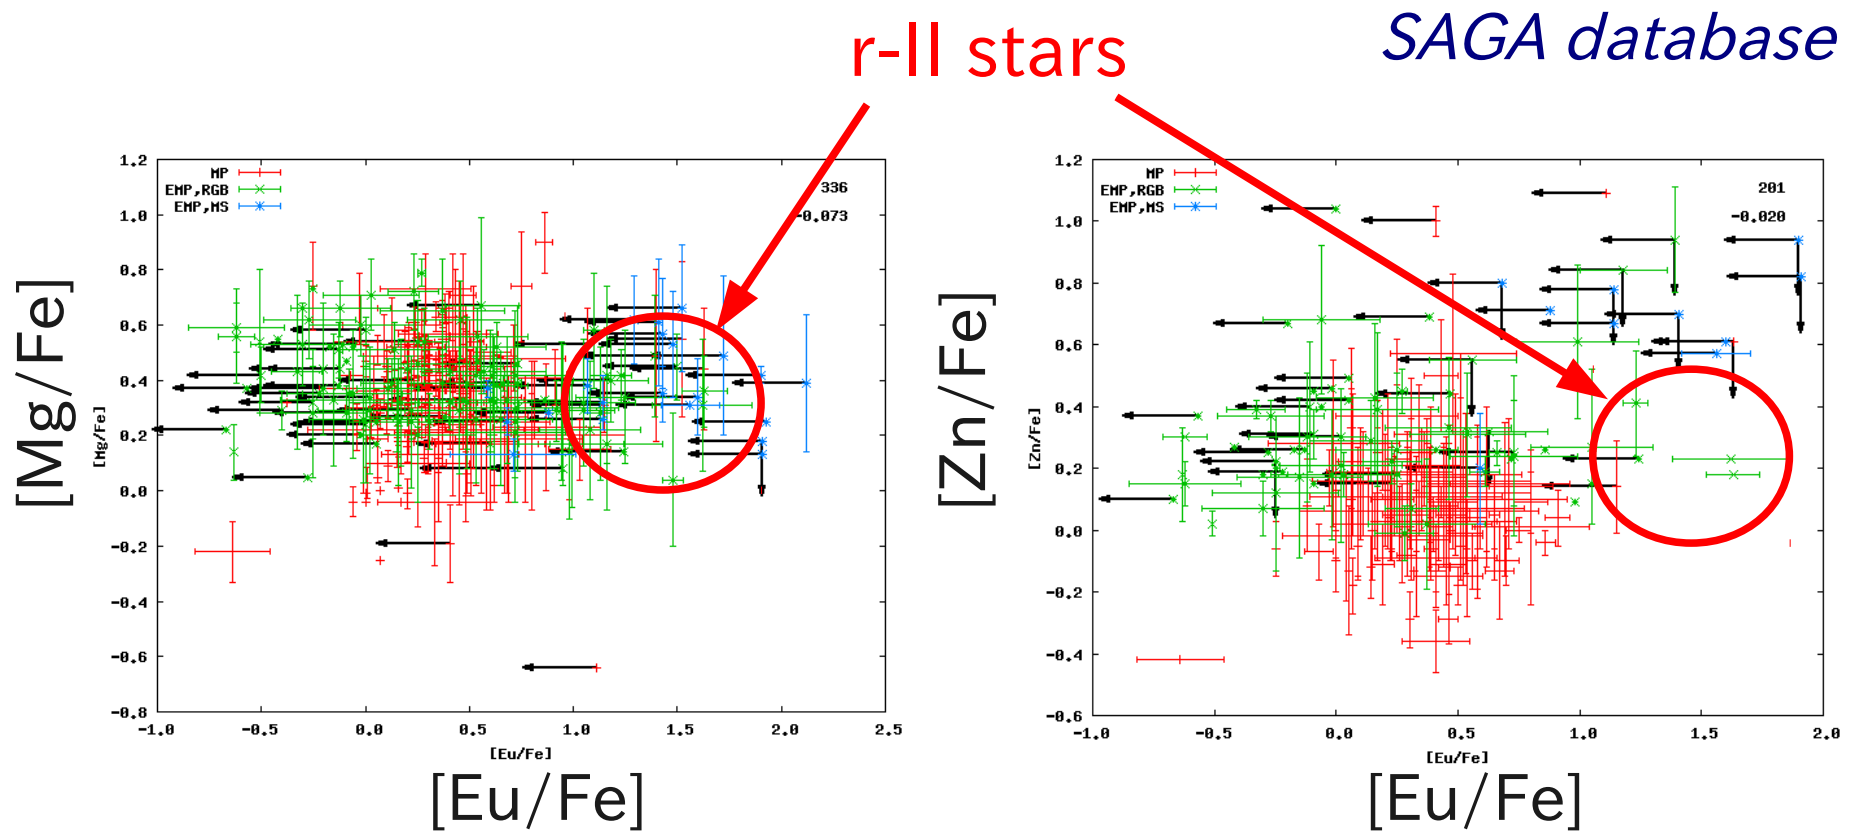 r-II stars
SAGA database
[Mg/Fe]
[Mg/Fe]
1.2
1.0
0.8
0.6
0.4
0.2
0.0
-0.2
-0.4
-0.6
-0.8
MP
EMP,RGB
EMP,MS
336
-0.073
-1.0 -0.5 0.0 0.5 1.0 1.5 2.0 2.5
[Eu/Fe]
[Eu/Fe]
[Zn/Fe]
[Zn/Fe]
1.2
1.0
0.8
0.6
0.4
0.2
0.0
-0.2
-0.4
-0.6
MP
EMP,RGB
EMP,MS
201
-0.020
-1.0 -0.5 0.0 0.5 1.0 1.5 2.0
[Eu/Fe]
[Eu/Fe]